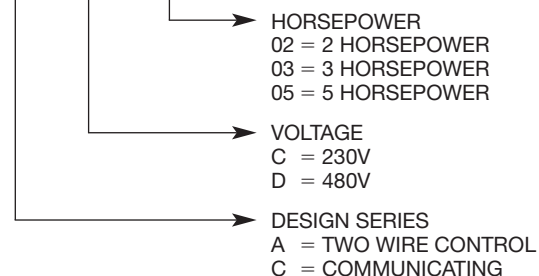 HORSEPOWER
02 = 2 HORSEPOWER
03 = 3 HORSEPOWER
05 = 5 HORSEPOWER
VOLTAGE
C = 230V
D = 480V
DESIGN SERIES
A = TWO WIRE CONTROL
C = COMMUNICATING